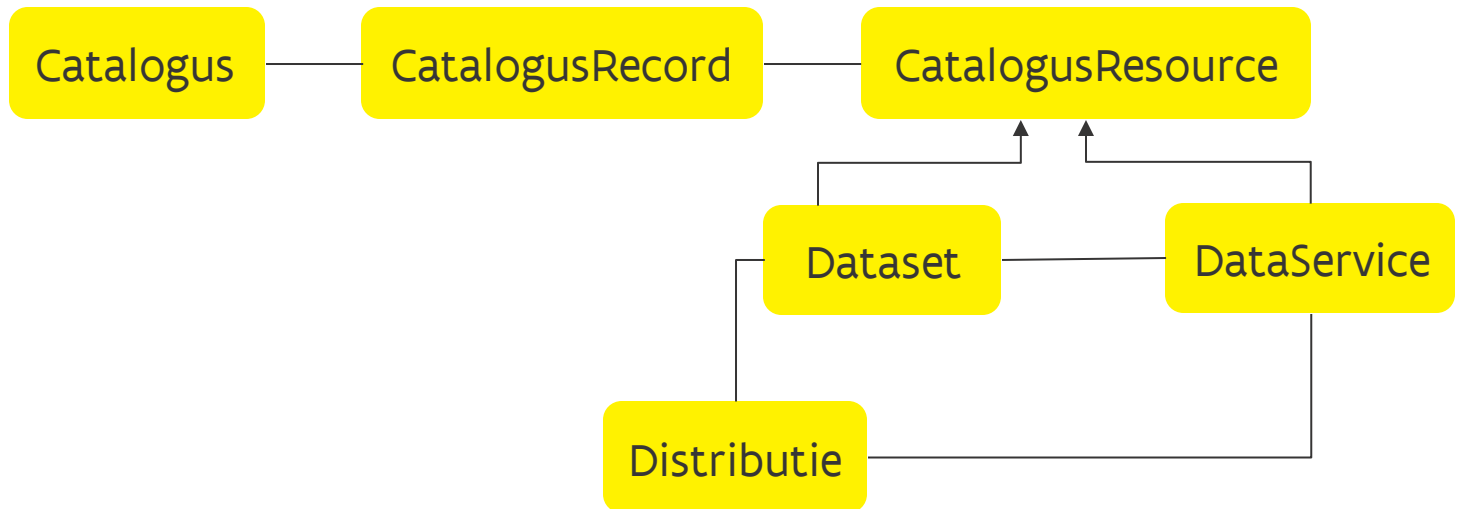 Catalogus
CatalogusRecord
CatalogusResource
Dataset
DataService
Distributie